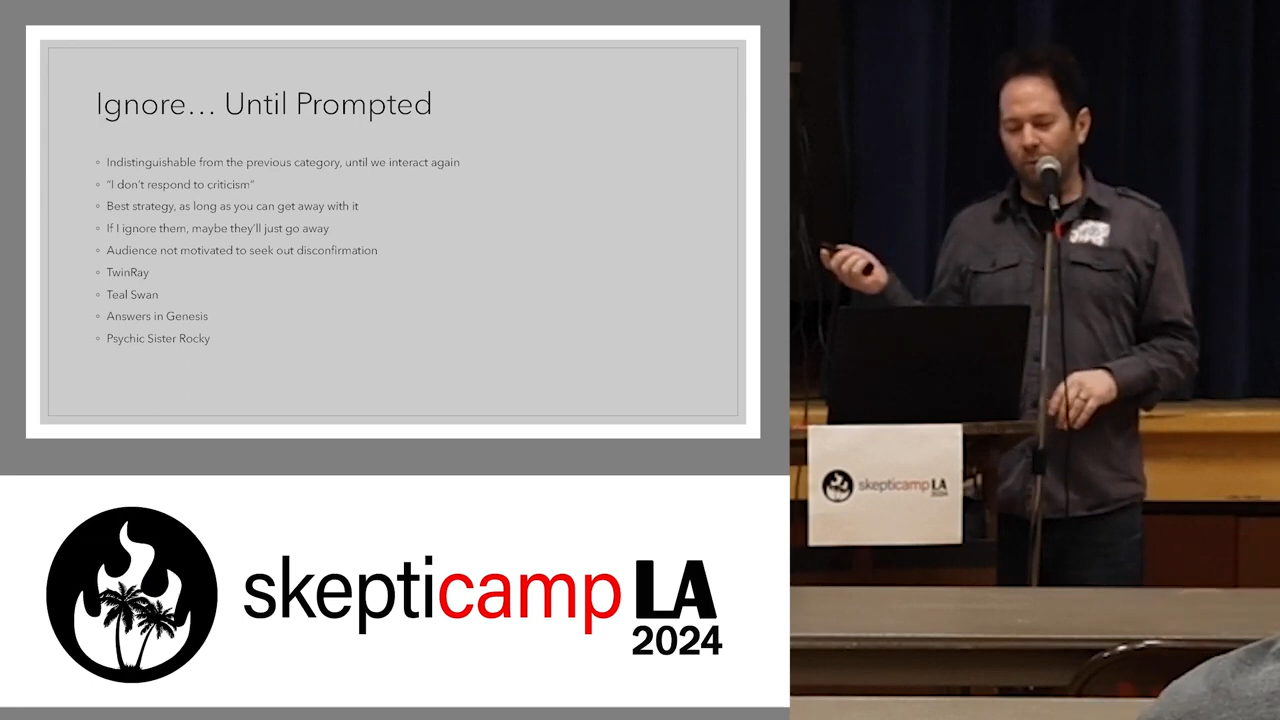 Ignore… Until Prompted
Indistinguishable from the previous category, until we interact again
“I don’t respond to criticism”
Best strategy, as long as you can get away with it
If I ignore them, maybe they’ll just go away
Audience not motivated to seek out disconfirmation
TwinRay
Teal Swan
Answers in Genesis
Psychic Sister Rocky
skepticamp LA
2024
skepticamp LA
2024